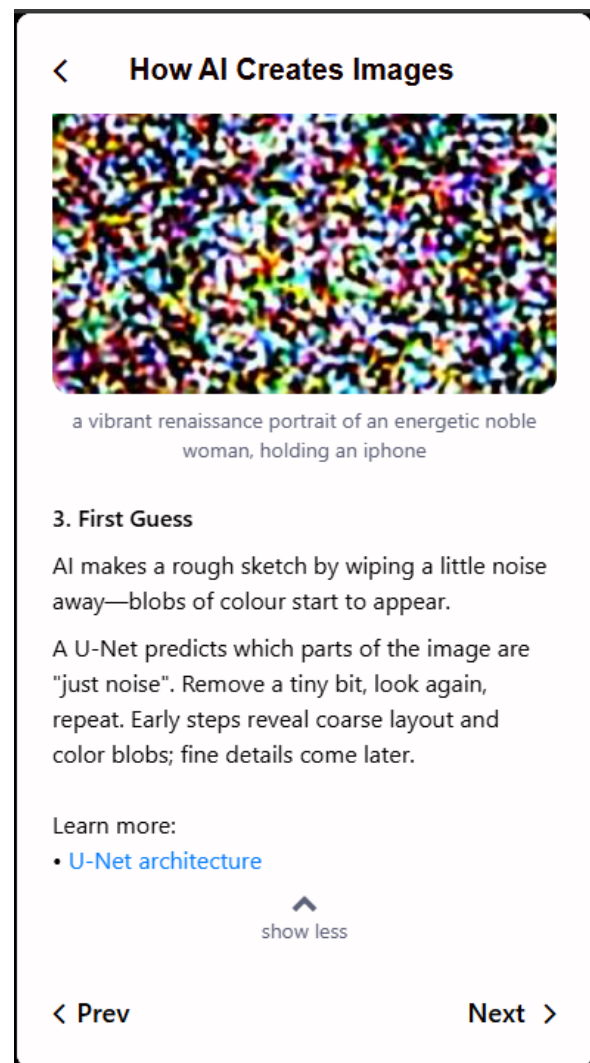 How AI Creates Images
a vibrant renaissance portrait of an energetic noble
woman, holding an iphone
3. First Guess
AI makes a rough sketch by wiping a little noise
away—blobs of colour start to appear.
A U-Net predicts which parts of the image are
"just noise". Remove a tiny bit, look again,
repeat. Early steps reveal coarse layout and
color blobs; fine details come later.
Learn more:
• U-Net architecture
show less
Prev
Next